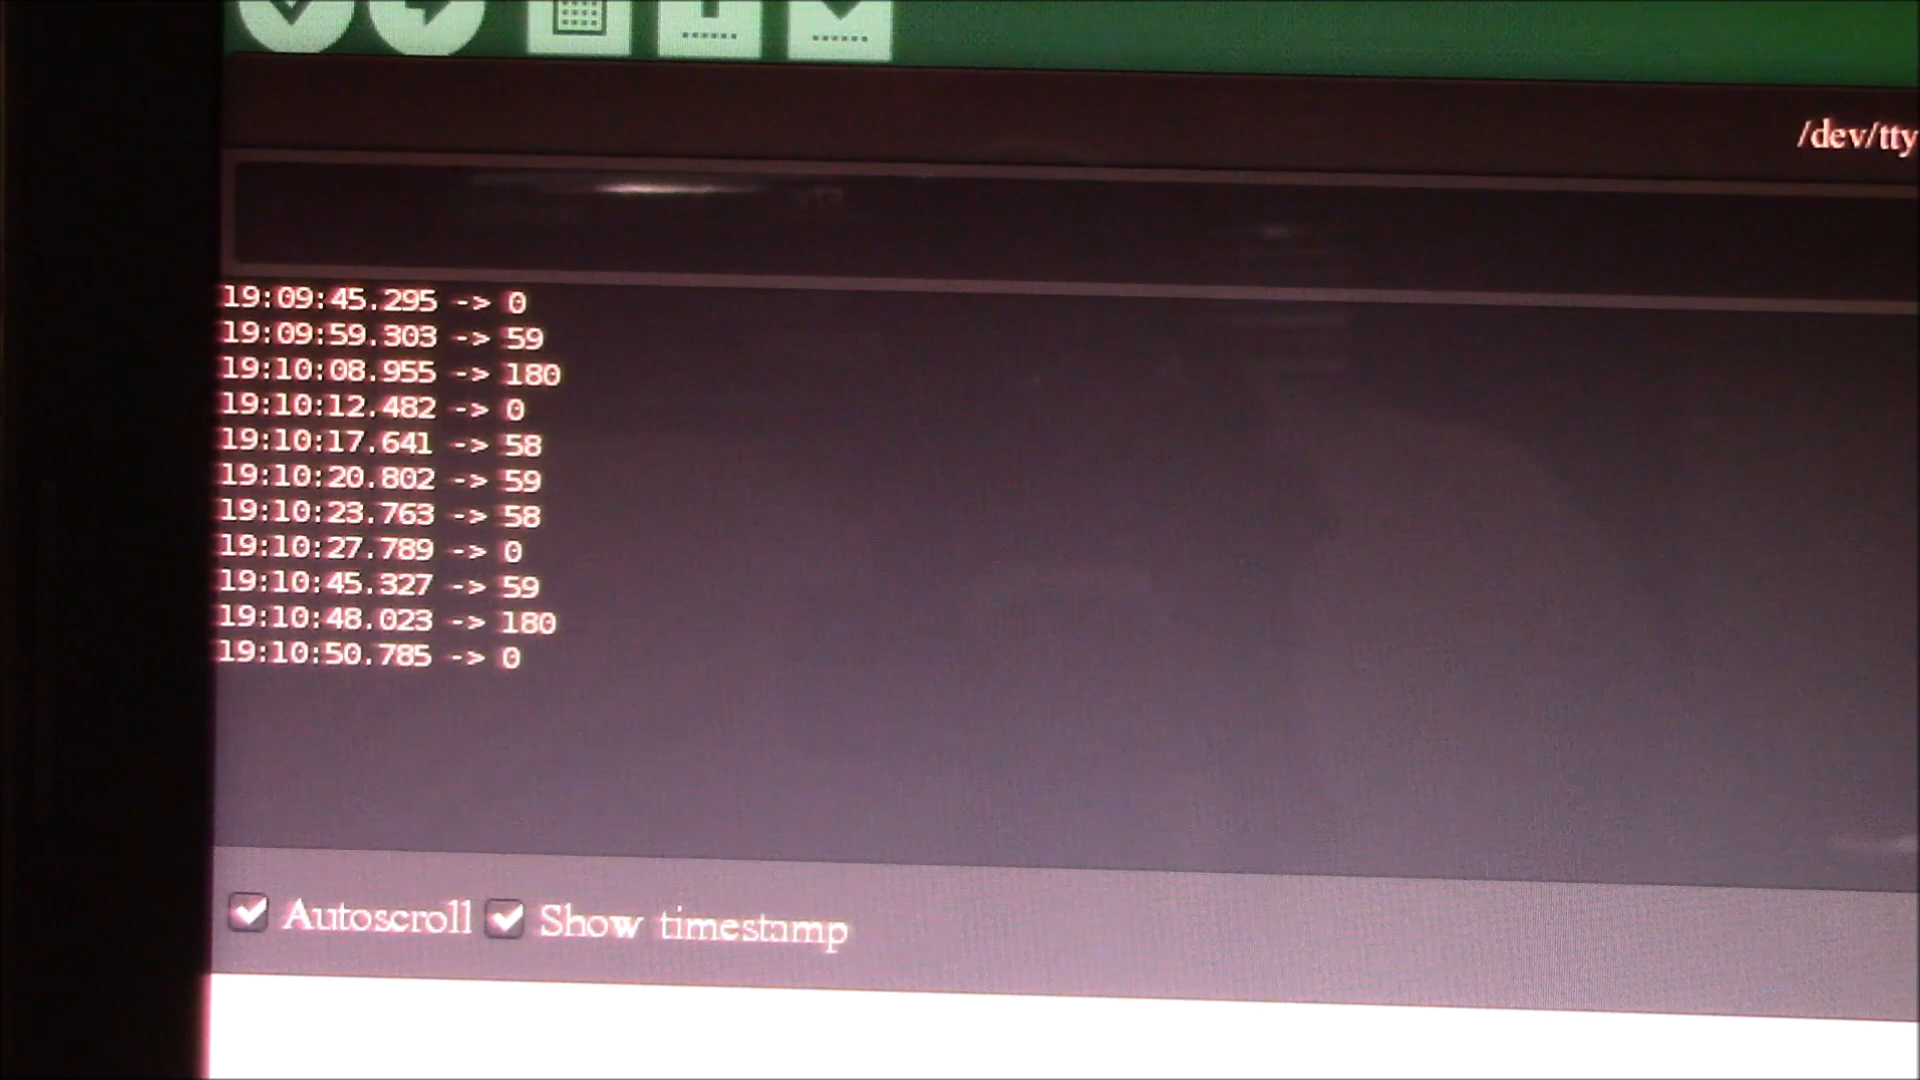 /dev/tty
19:09:45.295 -> 0
19:09:59.303 -> 59
19:10:08.955 -> 180
19:10:12.482 -> 0
19:10:17.641 -> 58
19:10:20.802 -> 59
19:10:23.763 -> 58
19:10:27.789 -> 0
19:10:45.327 -> 59
19:10:48.023 -> 180
19:10:50.785 -> 0
Autoscroll Show timestamp